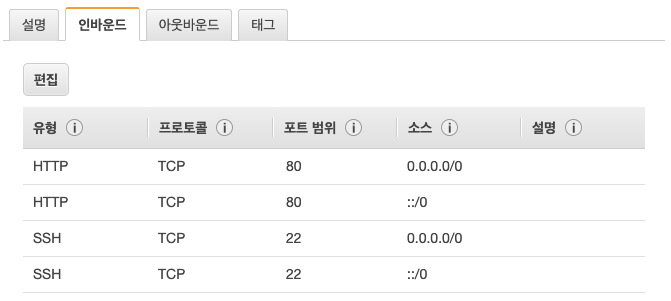 설명 인바운드 아웃바운드 태그
편집
유형 i 프로토콜 i 포트 범위 i 소스 i 설명 i
HTTP TCP 80 0.0.0.0/0
HTTP TCP 80 ::/0
SSH TCP 22 0.0.0.0/0
SSH TCP 22 ::/0